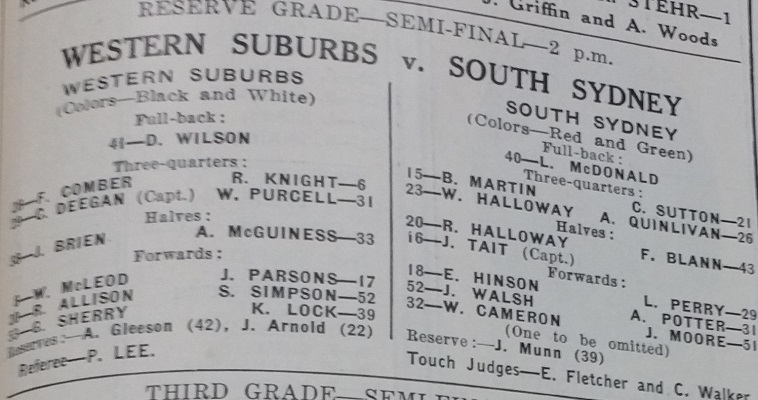 STEHR—1
Griffin and A. Woods
RESERVE GRADE—SEMI-FINAL—2 p.m.
WESTERN SUBURBS v. SOUTH SYDNEY
WESTERN SUBURBS
(Colors—Black and White)
Full-back:
41—D. WILSON
Three-quarters:
F. COMBER R. KNIGHT—6
C. DEEGAN (Capt.) W. PURCELL—31
Halves:
J. BRIEN A. McGUINESS—33
Forwards:
W. McLEOD J. PARSONS—17
R. ALLISON S. SIMPSON—52
G. SHERRY K. LOCK—39
Reserves:—A. Gleeson (42), J. Arnold (22)
Referee—P. LEE.
SOUTH SYDNEY
(Colors—Red and Green)
Full-back:
40—L. McDONALD
Three-quarters:
15—B. MARTIN C. SUTTON—21
23—W. HALLOWAY A. QUINLIVAN—26
Halves:
20—R. HALLOWAY F. BLANN—43
16—J. TAIT (Capt.)
Forwards:
18—E. HINSON L. PERRY—29
52—J. WALSH A. POTTER—31
32—W. CAMERON J. MOORE—51
(One to be omitted)
Reserve:—J. Munn (39)
Touch Judges—E. Fletcher and C. Walker
THIRD GRADE—SEMI-